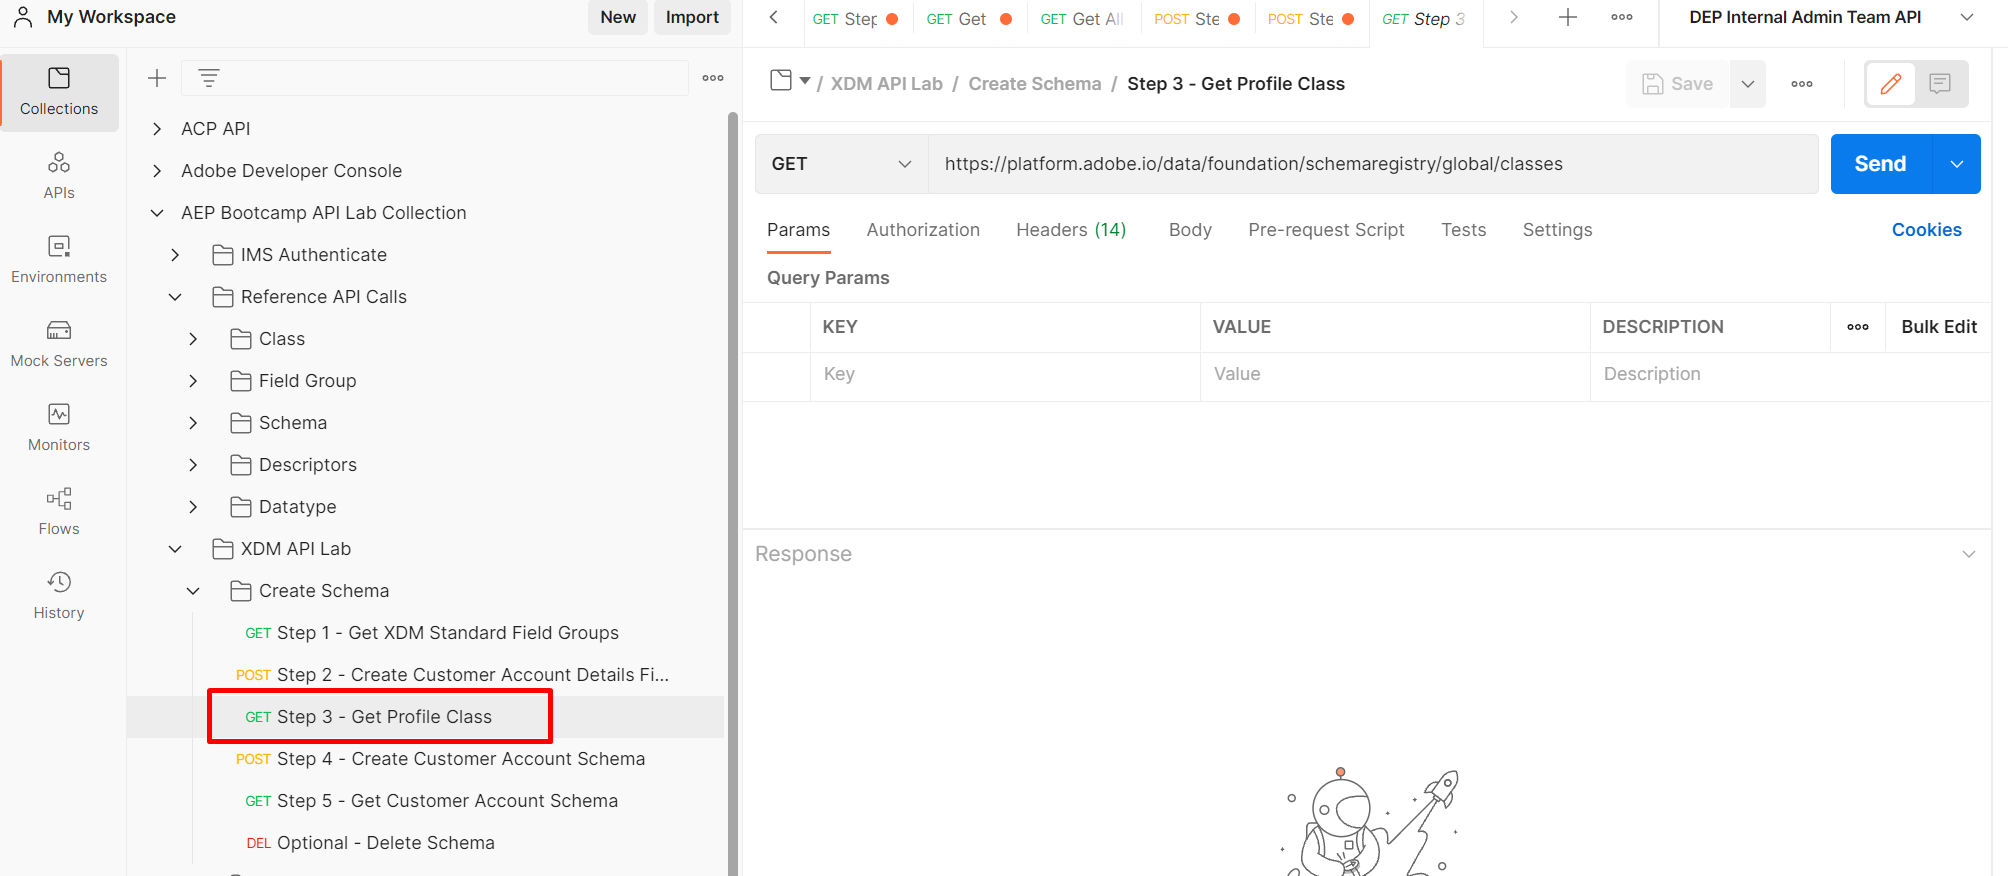 My Workspace
New
Import
Collections
APIs
Environments
Mock Servers
Monitors
Flows
History
ACP API
Adobe Developer Console
AEP Bootcamp API Lab Collection
IMS Authenticate
Reference API Calls
Class
Field Group
Schema
Descriptors
Datatype
XDM API Lab
Create Schema
GET Step 1 - Get XDM Standard Field Groups
POST Step 2 - Create Customer Account Details Fi...
GET Step 3 - Get Profile Class
POST Step 4 - Create Customer Account Schema
GET Step 5 - Get Customer Account Schema
DEL Optional - Delete Schema
GET Step
GET Get
GET Get All
POST Ste
POST Ste
GET Step 3
DEP Internal Admin Team API
/ XDM API Lab / Create Schema / Step 3 - Get Profile Class
Save
GET
https://platform.adobe.io/data/foundation/schemaregistry/global/classes
Send
Params
Authorization
Headers (14)
Body
Pre-request Script
Tests
Settings
Cookies
Query Params
KEY
VALUE
DESCRIPTION
Bulk Edit
Key
Value
Description
Response